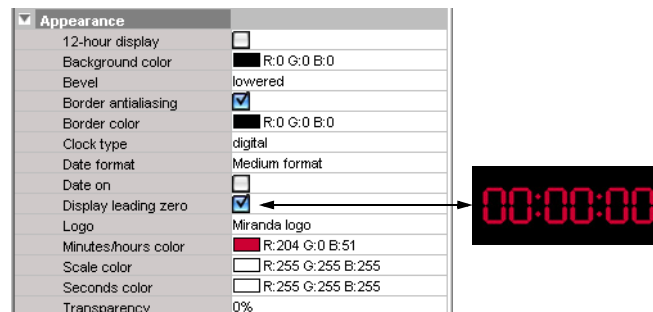 Appearance
12-hour display
Background color R:0 G:0 B:0
Bevel lowered
Border antialiasing
Border color R:0 G:0 B:0
Clock type digital
Date format Medium format
Date on
Display leading zero 00:00:00
Logo Miranda logo
Minutes/hours color R:204 G:0 B:51
Scale color R:255 G:255 B:255
Seconds color R:255 G:255 B:255
Transparency 0%